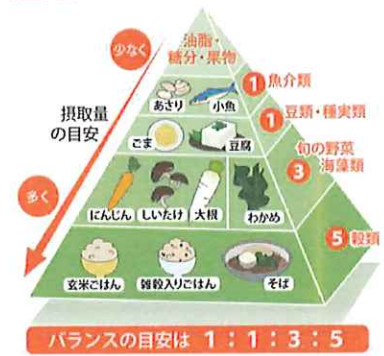 少なく
油脂・
糖分・果物
あさり
小魚
1 魚介類
摂取量
の目安
ごま
豆腐
1 豆類・種実類
多く
にんじん
しいたけ
大根
わかめ
旬の野菜
3 海藻類
玄米ごはん
雑穀入りごはん
そば
5 穀類
バランスの目安は 1:1:3:5